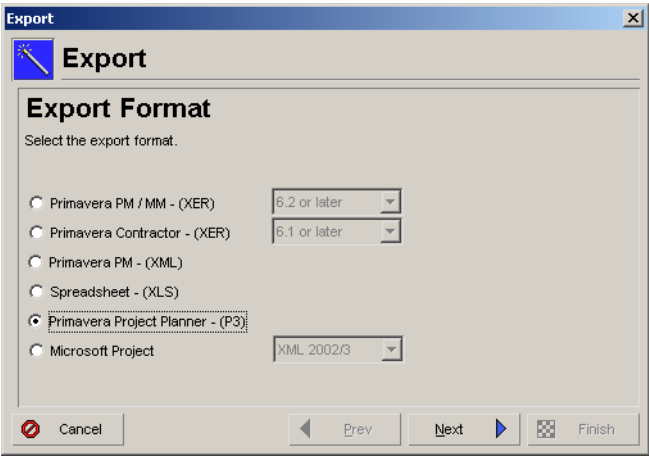 Export
Export
Export Format
Select the export format.
Primavera PM / MM - (XER) 6.2 or later
Primavera Contractor - (XER) 6.1 or later
Primavera PM - (XML)
Spreadsheet - (XLS)
Primavera Project Planner - (P3)
Microsoft Project XML 2002/3
Cancel Prev Next Finish